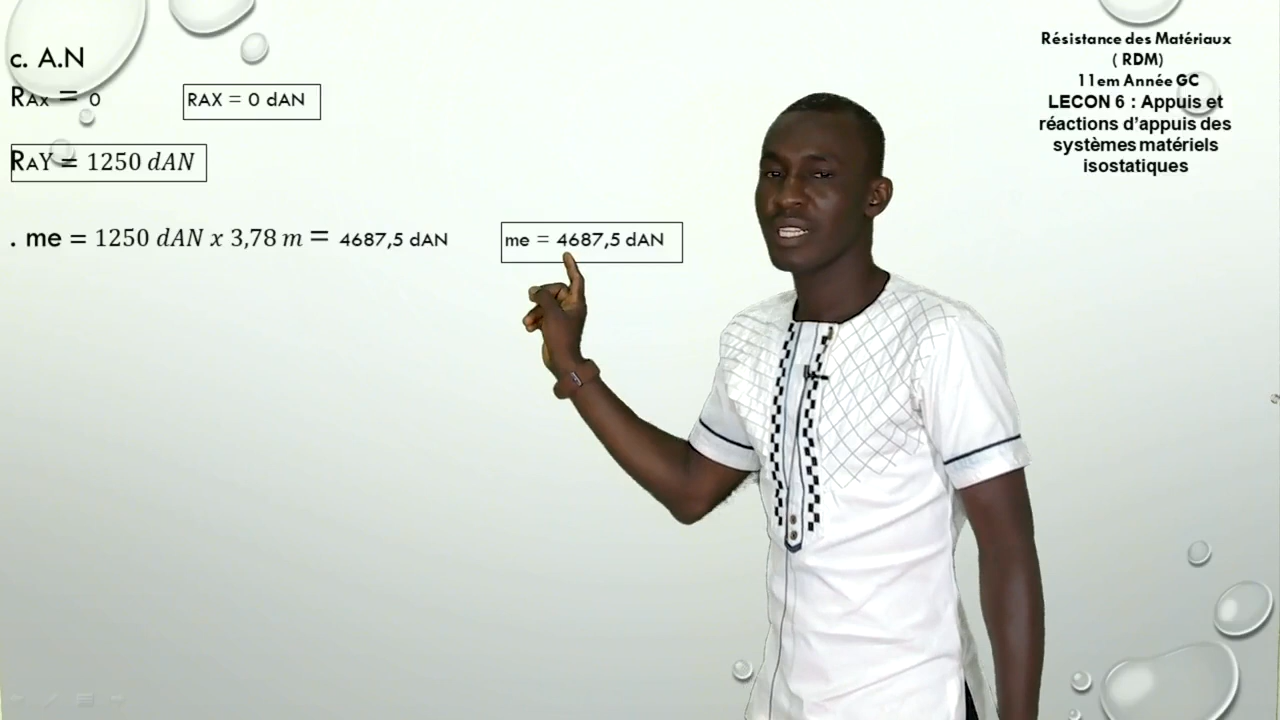 c. A.N
RAx = 0
RAX = 0 dAN
RAY = 1250 dAN
. me = 1250 dAN x 3,78 m = 4687,5 dAN
me = 4687,5 dAN
Résistance des Matériaux
( RDM)
11em Année GC
LECON 6 : Appuis et
réactions d'appuis des
systèmes matériels
isostatiques